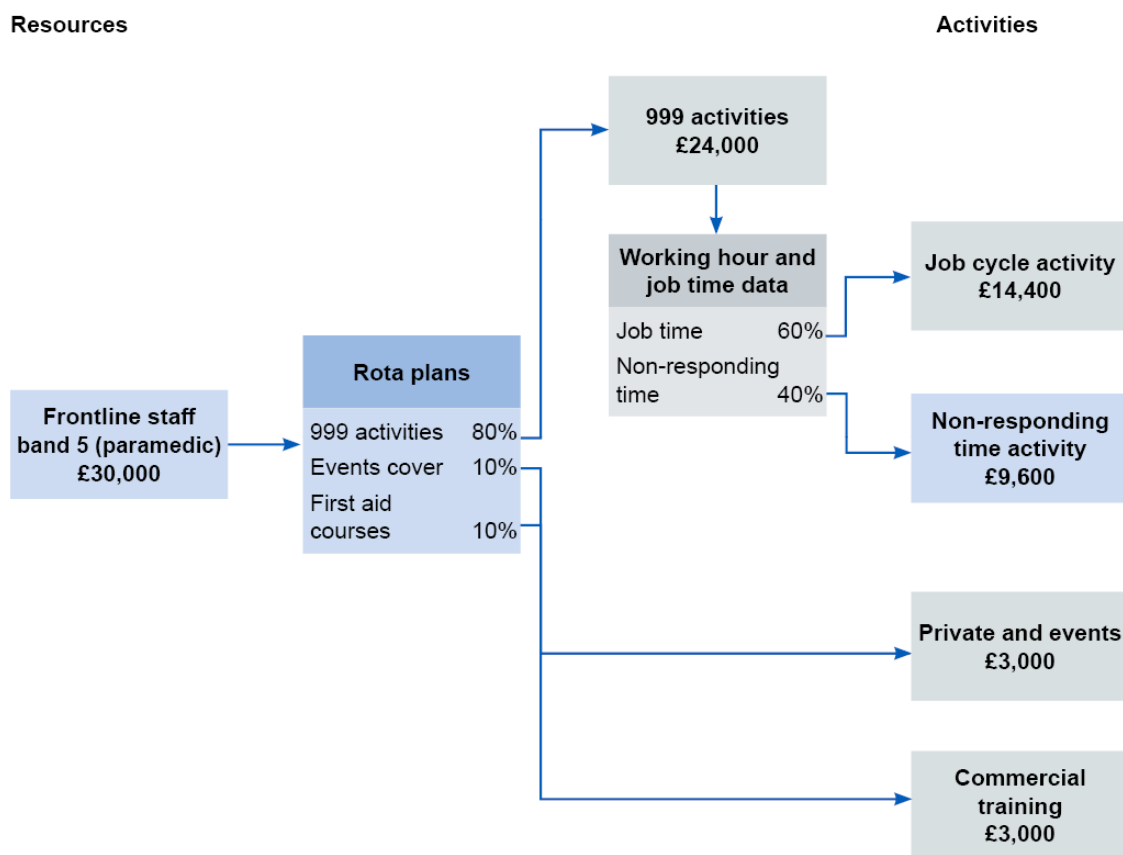 Resources
Activities
999 activities
£24,000
Working hour and
job time data
Job time 60%
Non-responding
time 40%
Job cycle activity
£14,400
Rota plans
999 activities 80%
Events cover 10%
First aid
courses 10%
Frontline staff
band 5 (paramedic)
£30,000
Non-responding
time activity
£9,600
Private and events
£3,000
Commercial
training
£3,000